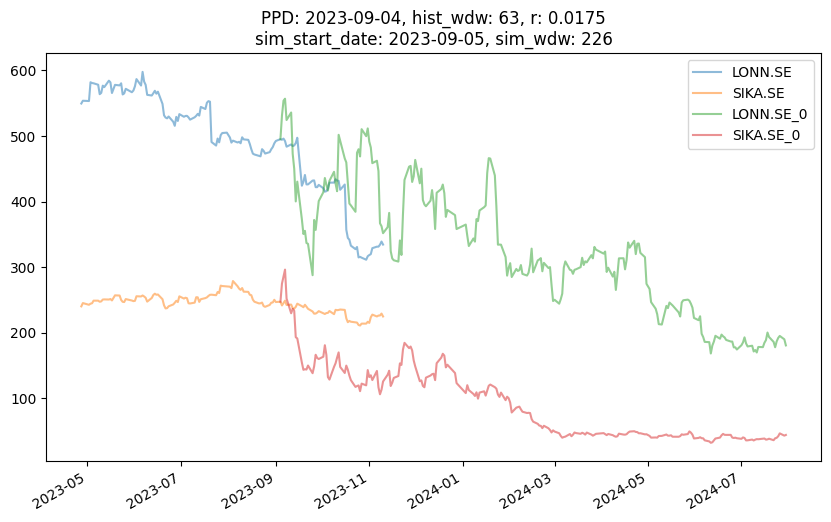 PPD: 2023-09-04, hist_wdw: 63, r: 0.0175
sim_start_date: 2023-09-05, sim_wdw: 226
LONN.SE
SIKA.SE
LONN.SE_0
SIKA.SE_0
600
500
400
300
200
100
2023-05
2023-07
2023-09
2023-11
2024-01
2024-03
2024-05
2024-07